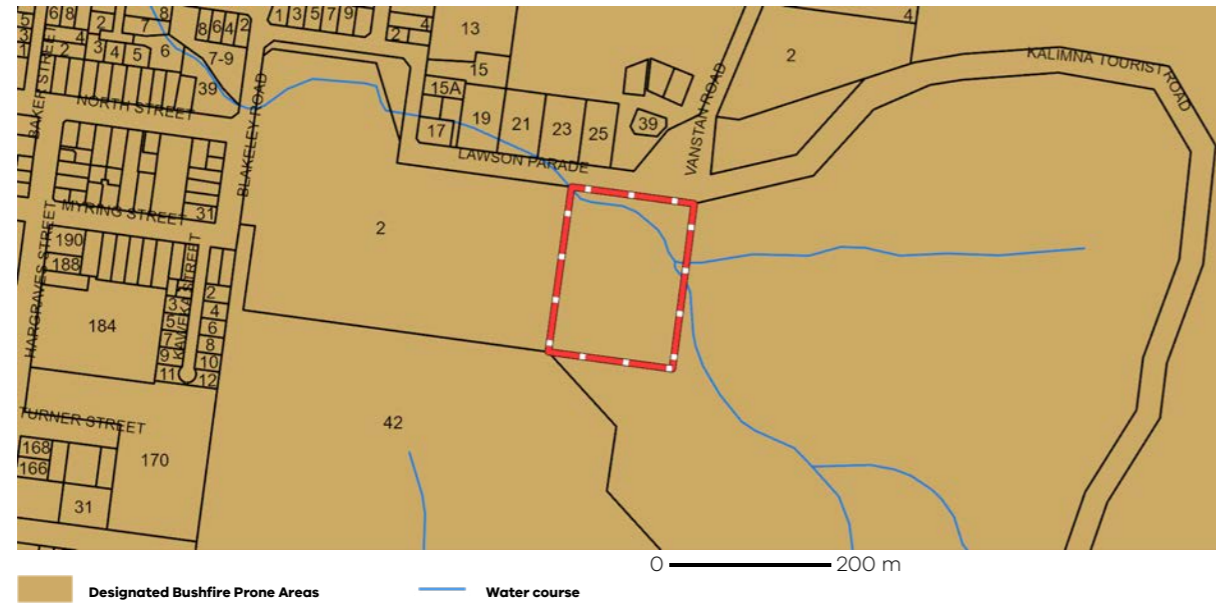 5 6 8 2 8
3 4 7 8 6 4 2
1 2 3 4 5 6 7-9
1 3 5 7 9
4
2
13
15
4
2
KALIMNA TOURIST ROAD
BAKER STREET
NORTH STREET
39
BLAKELEY ROAD
15A
17
19
21
23
25
39
LAWSON PARADE
VANSTAN ROAD
MYRING STREET
31
2
190
188
HARGRAVES STREET
184
KAWEKA STREET
3
5
7
9
11
2
4
6
8
10
12
TURNER STREET
42
168
166
170
31
0 200 m
Designated Bushfire Prone Areas Water course